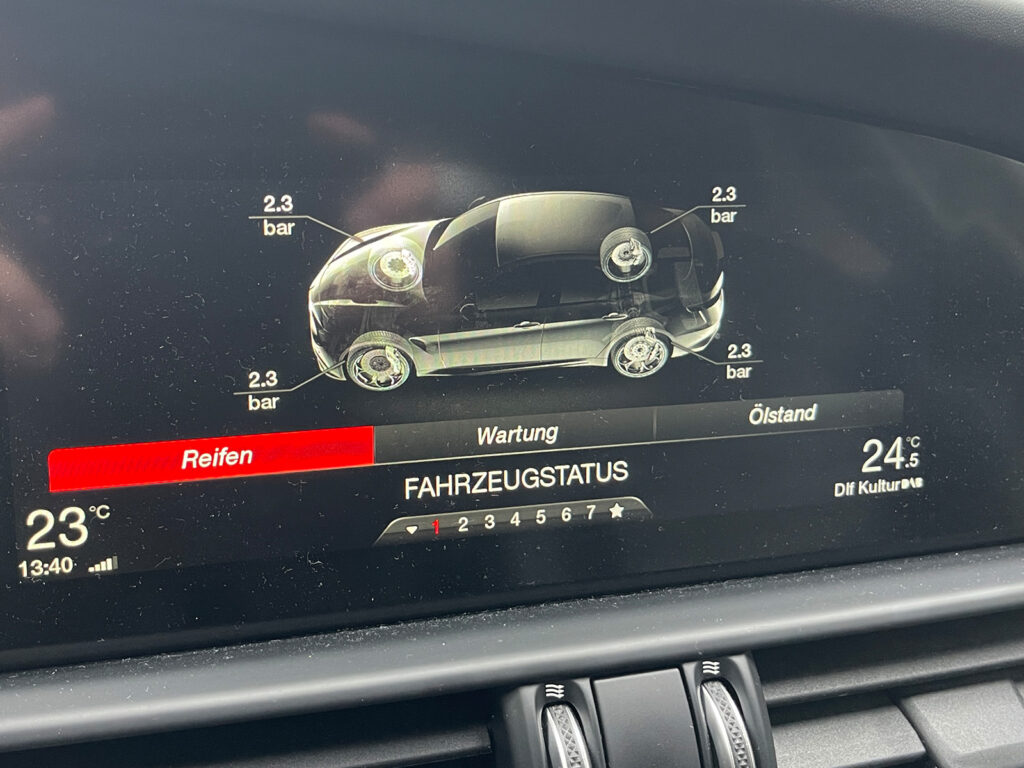 2.3
bar
2.3
bar
2.3
bar
2.3
bar
Reifen
Wartung
Ölstand
FAHRZEUGSTATUS
1 2 3 4 5 6 7
23°C
13:40
24.5°C
Dlf Kultur DAB